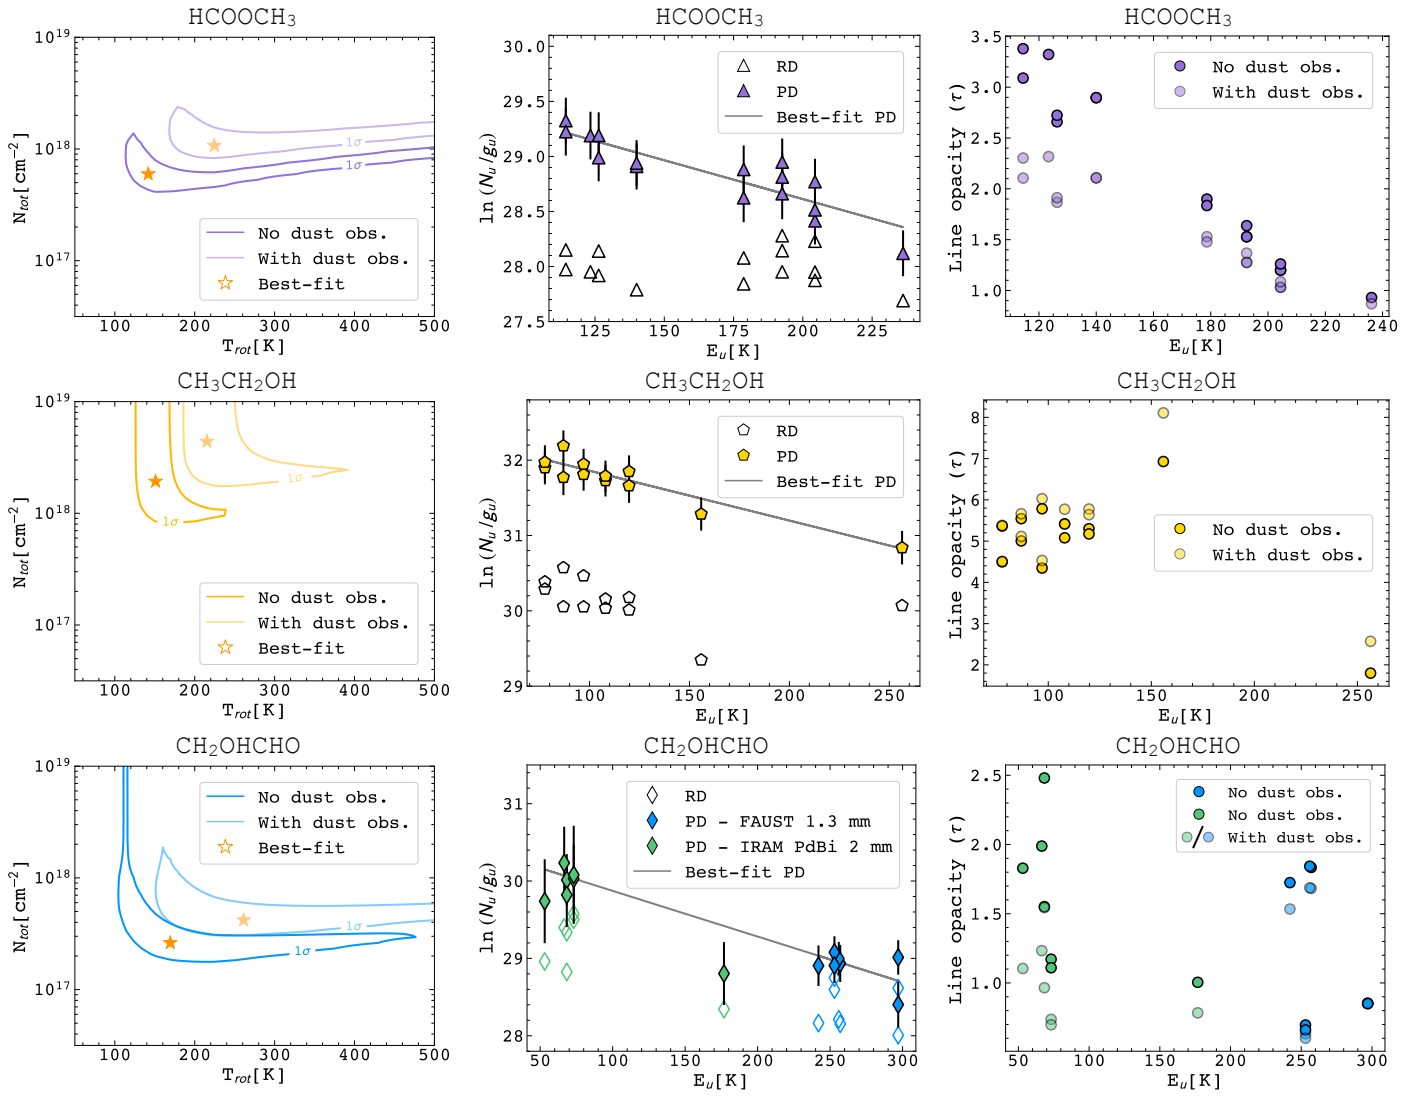 HCOOCH3
10^19
10^18
10^17
N_tot[cm^−2]
1σ
1σ
No dust obs.
With dust obs.
Best-fit
100 200 300 400 500
T_rot[K]
HCOOCH3
30.0
29.5
29.0
28.5
28.0
27.5
ln(N_u/g_u)
RD
PD
Best-fit PD
125 150 175 200 225
E_u[K]
HCOOCH3
3.5
3.0
2.5
2.0
1.5
1.0
Line opacity (τ)
No dust obs.
With dust obs.
120 140 160 180 200 220 240
E_u[K]
CH3CH2OH
10^19
10^18
10^17
N_tot[cm^−2]
1σ
1σ
No dust obs.
With dust obs.
Best-fit
100 200 300 400 500
T_rot[K]
CH3CH2OH
32
31
30
29
ln(N_u/g_u)
RD
PD
Best-fit PD
100 150 200 250
E_u[K]
CH3CH2OH
8
7
6
5
4
3
2
Line opacity (τ)
No dust obs.
With dust obs.
100 150 200 250
E_u[K]
CH2OHCHO
10^19
10^18
10^17
N_tot[cm^−2]
No dust obs.
With dust obs.
Best-fit
1σ
1σ
100 200 300 400 500
T_rot[K]
CH2OHCHO
31
30
29
28
ln(N_u/g_u)
RD
PD - FAUST 1.3 mm
PD - IRAM PdBi 2 mm
Best-fit PD
50 100 150 200 250 300
E_u[K]
CH2OHCHO
2.5
2.0
1.5
1.0
Line opacity (τ)
No dust obs.
No dust obs.
/ With dust obs.
50 100 150 200 250 300
E_u[K]